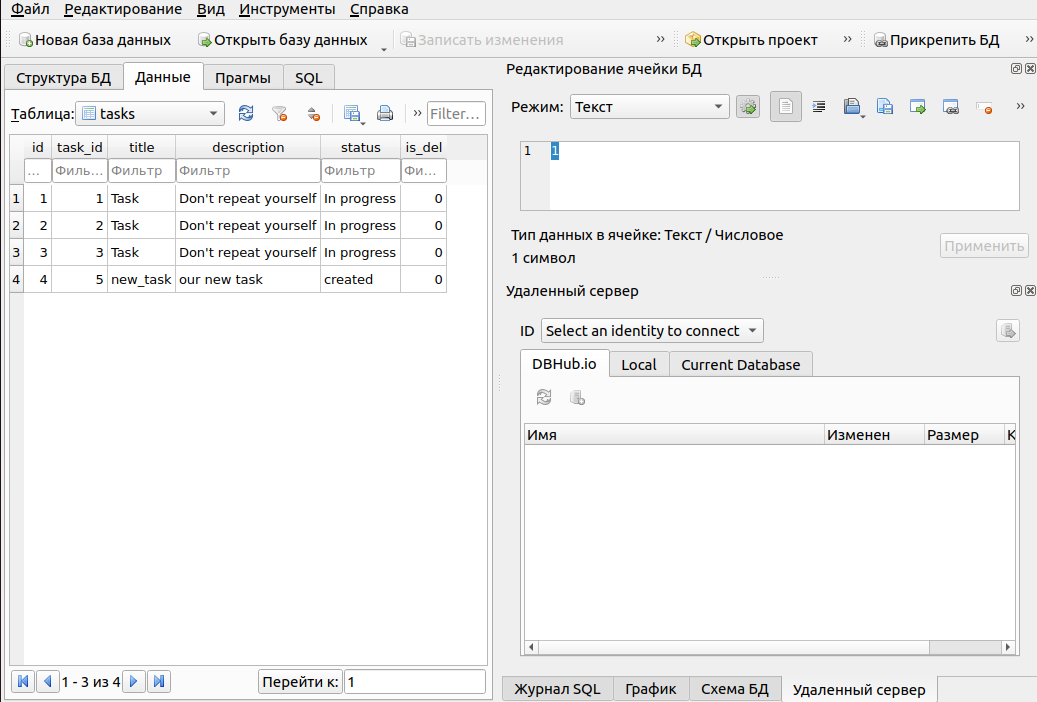 Файл Редактирование Вид Инструменты Справка
Новая база данных Открыть базу данных Записать изменения » Открыть проект » Прикрепить БД »
Структура БД Данные Прагмы SQL
Таблица: tasks » Filter...
id task_id title description status is_del
... Филь... Фильтр Фильтр Фильтр Фи...
1 1 1 Task Don't repeat yourself In progress 0
2 2 2 Task Don't repeat yourself In progress 0
3 3 3 Task Don't repeat yourself In progress 0
4 4 5 new_task our new task created 0
1 - 3 из 4 Перейти к: 1
Редактирование ячейки БД
Режим: Текст »
1 1
Тип данных в ячейке: Текст / Числовое
1 символ
Применить
Удаленный сервер
ID Select an identity to connect
DBHub.io Local Current Database
Имя Изменен Размер К
Журнал SQL График Схема БД Удаленный сервер